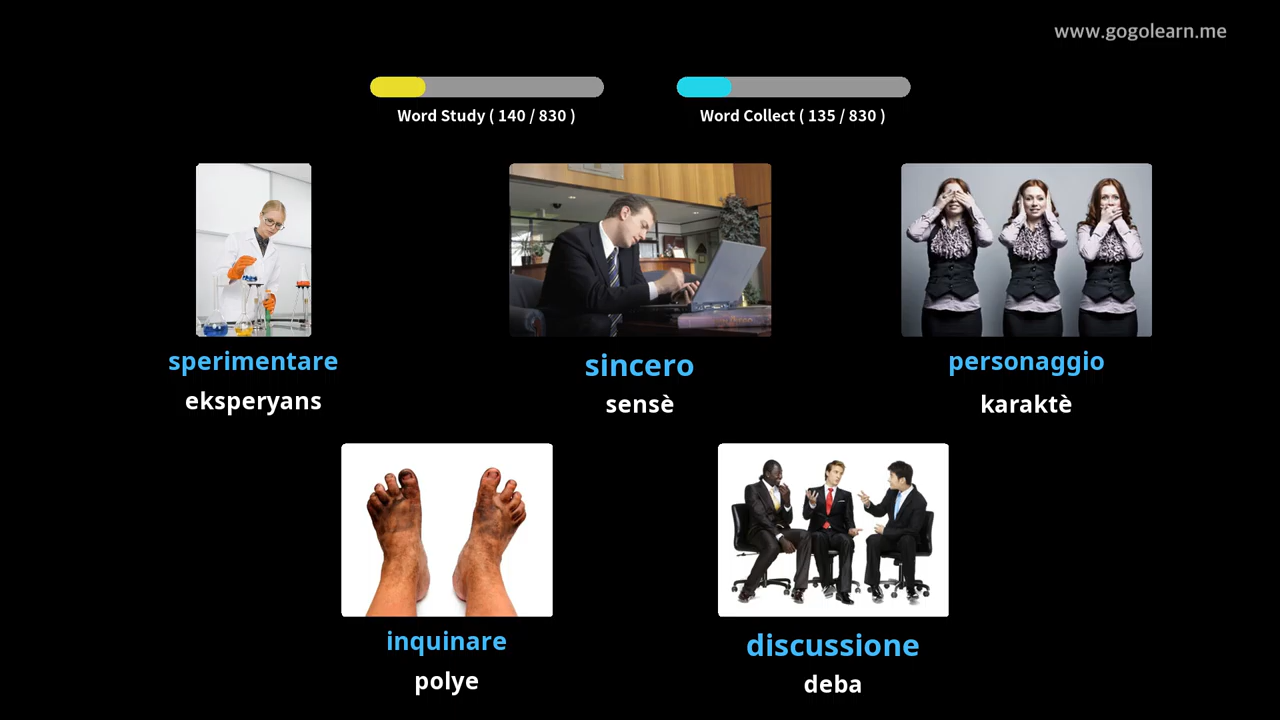 www.gogolearn.me
Word Study ( 140 / 830 )
Word Collect ( 135 / 830 )
sperimentare
eksperyans
sincero
sensè
personaggio
karaktè
inquinare
polye
discussione
deba